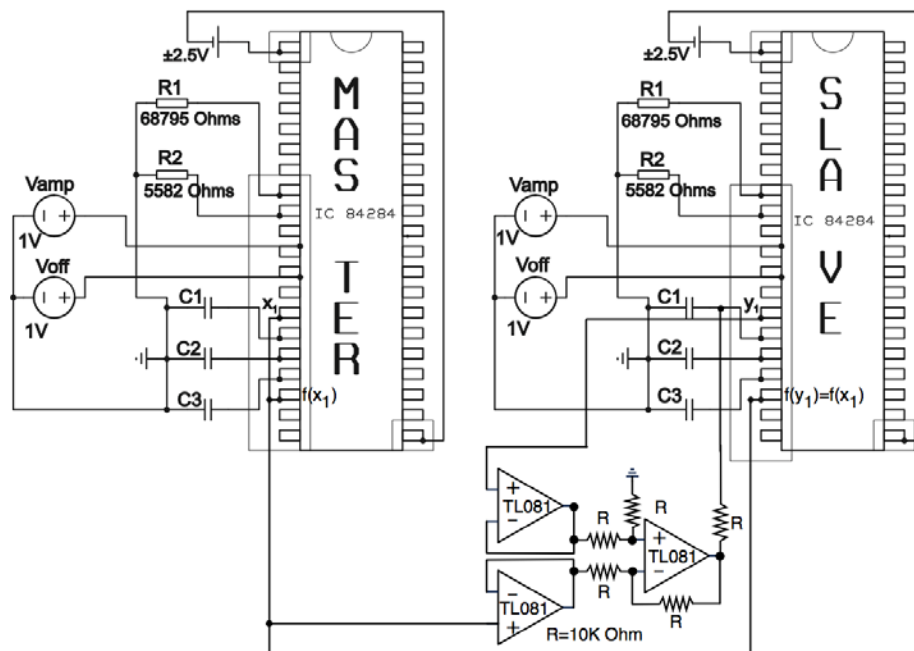 ±2.5V
R1
68795 Ohms
R2
5582 Ohms
Vamp
1V
Voff
1V
C1
x1
C2
C3
f(x1)
MAS
TER
IC 84284
±2.5V
R1
68795 Ohms
R2
5582 Ohms
Vamp
1V
Voff
1V
C1
y1
C2
C3
f(y1)=f(x1)
SLA
VE
IC 84284
+
TL081
−
R
R
R
+
TL081
−
R
R
−
TL081
+
R=10K Ohm